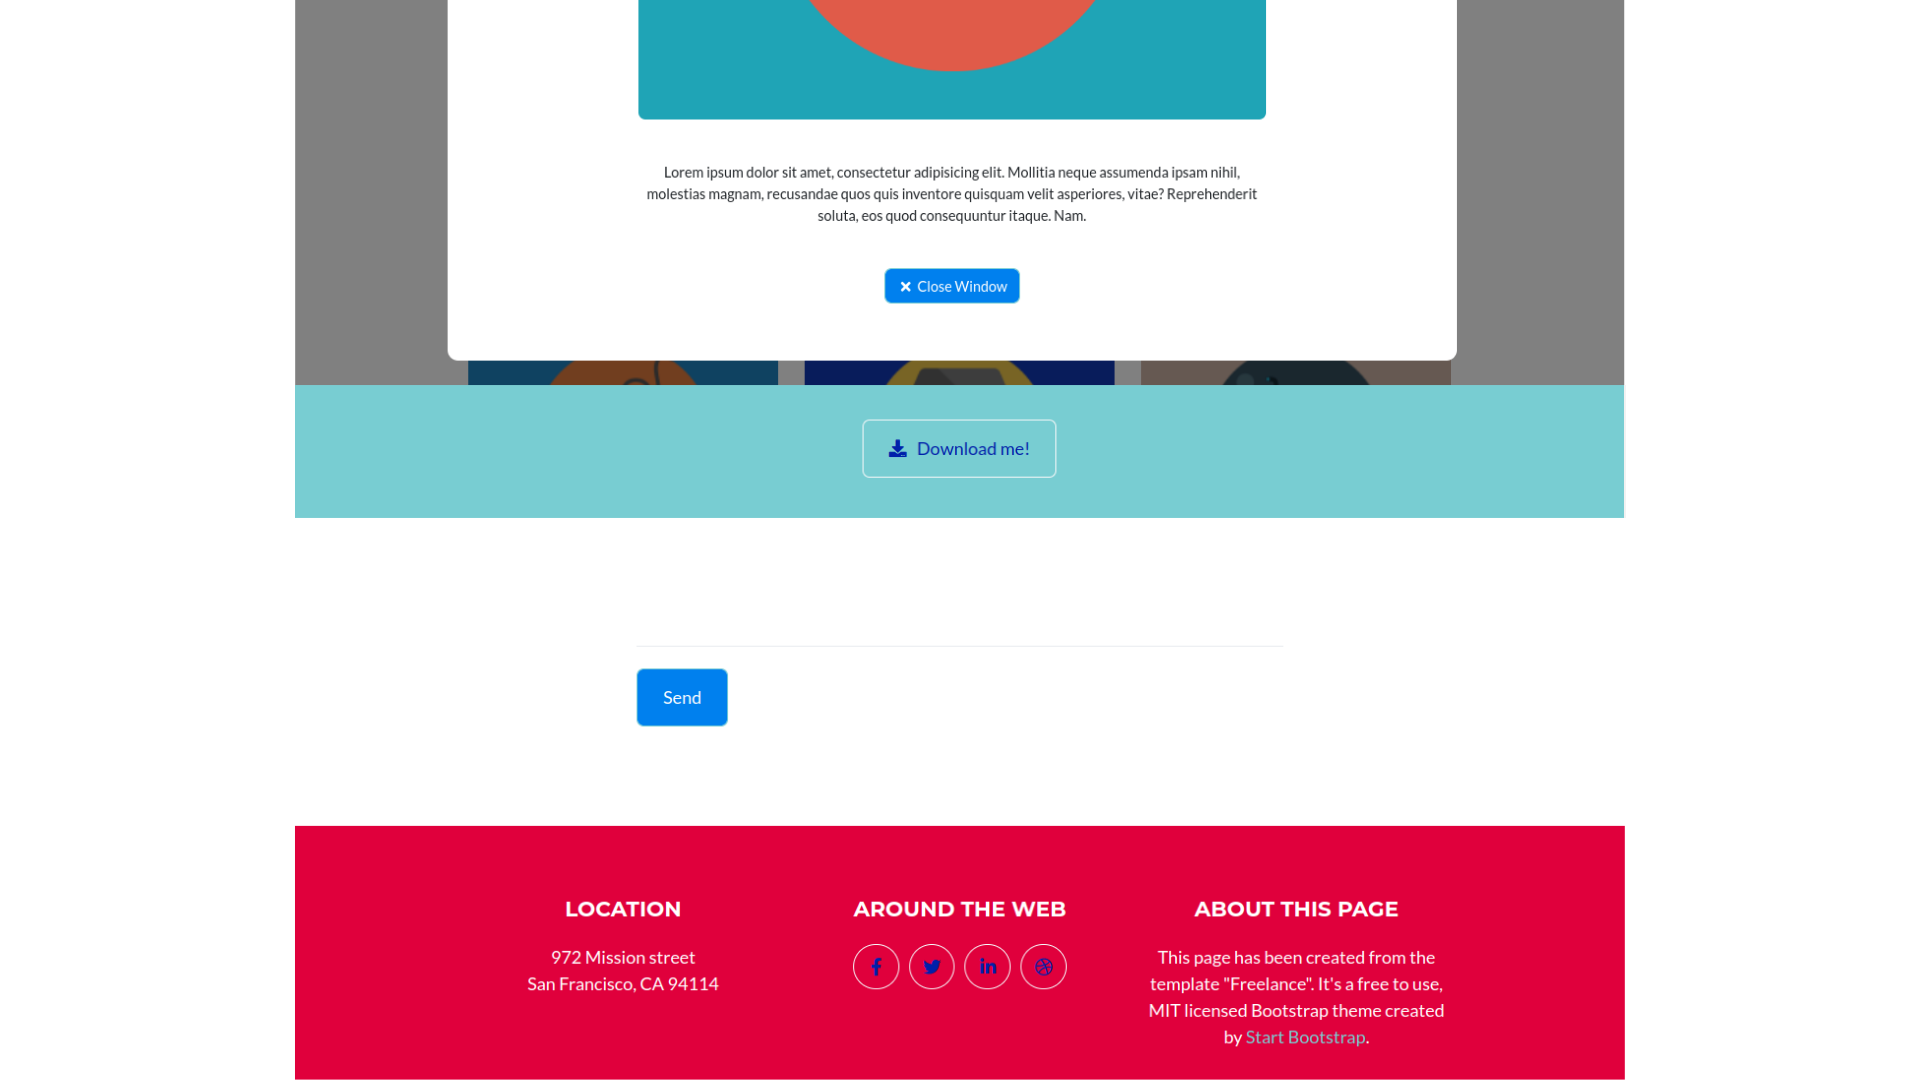 Lorem ipsum dolor sit amet, consectetur adipisicing elit. Mollitia neque assumenda ipsam nihil,
molestias magnam, recusandae quos quis inventore quisquam velit asperiores, vitae? Reprehenderit
soluta, eos quod consequuntur itaque. Nam.
Close Window
Download me!
Send
LOCATION
972 Mission street
San Francisco, CA 94114
AROUND THE WEB
ABOUT THIS PAGE
This page has been created from the
template "Freelance". It's a free to use,
MIT licensed Bootstrap theme created
by Start Bootstrap.